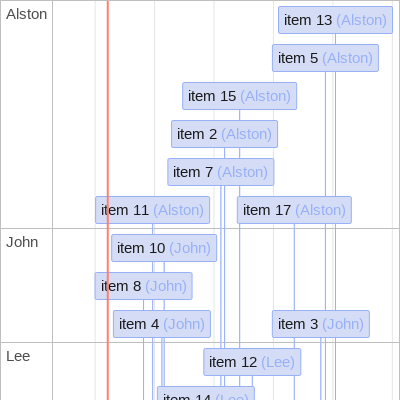 Alston
item 13 (Alston)
item 5 (Alston)
item 15 (Alston)
item 2 (Alston)
item 7 (Alston)
item 11 (Alston)
item 17 (Alston)
John
item 10 (John)
item 8 (John)
item 4 (John)
item 3 (John)
Lee
item 12 (Lee)
item 14 (Lee)